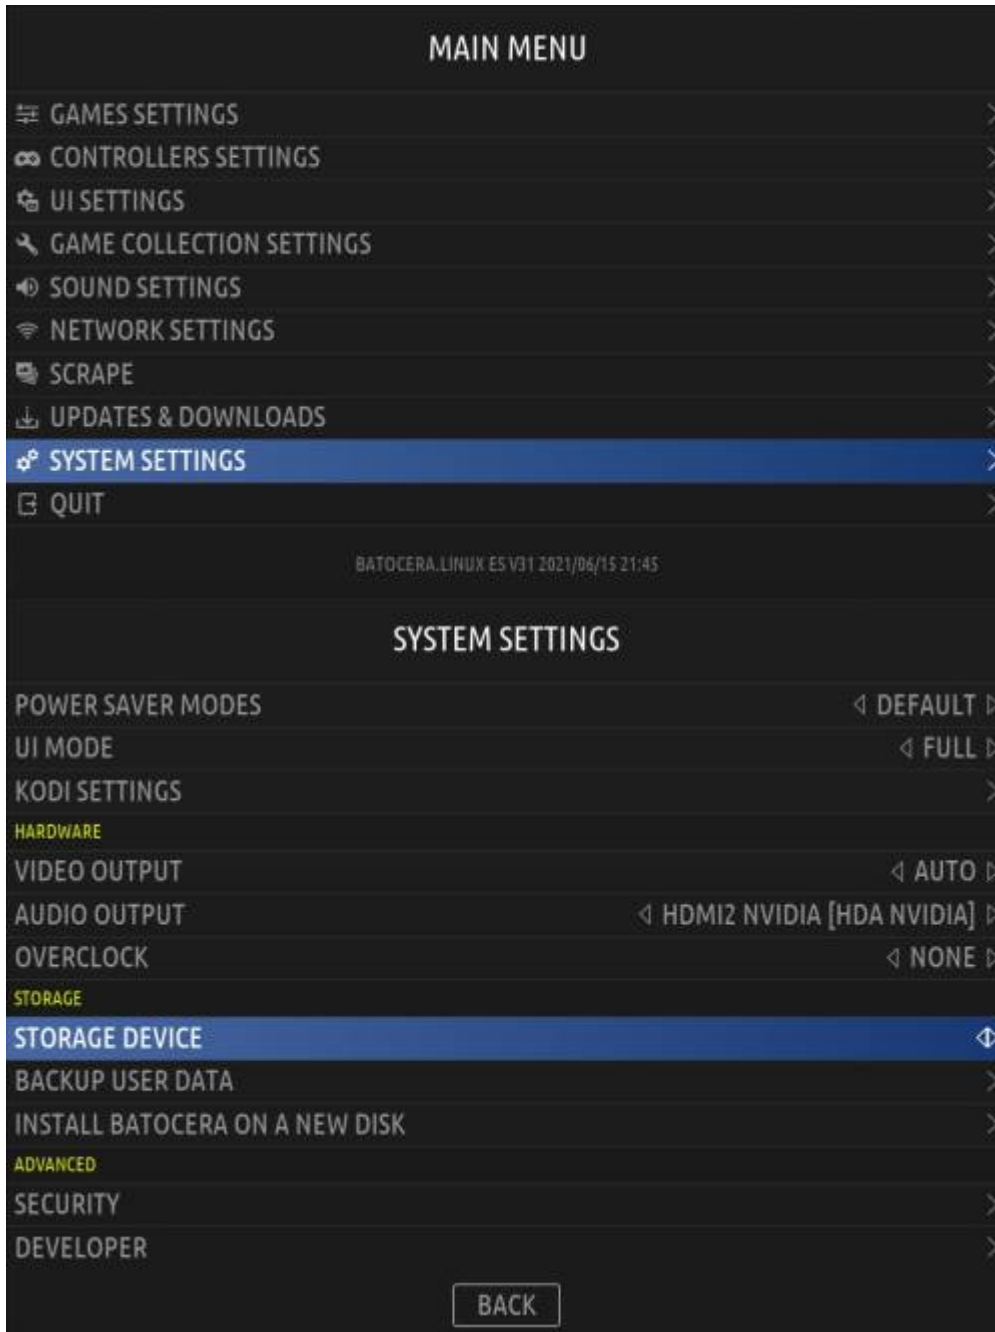 MAIN MENU
GAMES SETTINGS
CONTROLLERS SETTINGS
UI SETTINGS
GAME COLLECTION SETTINGS
SOUND SETTINGS
NETWORK SETTINGS
SCRAPE
UPDATES & DOWNLOADS
SYSTEM SETTINGS
QUIT
BATOCERA.LINUX ES V31 2021/06/15 21:45
SYSTEM SETTINGS
POWER SAVER MODES DEFAULT
UI MODE FULL
KODI SETTINGS
HARDWARE
VIDEO OUTPUT AUTO
AUDIO OUTPUT HDMI2 NVIDIA [HDA NVIDIA]
OVERCLOCK NONE
STORAGE
STORAGE DEVICE
BACKUP USER DATA
INSTALL BATOCERA ON A NEW DISK
ADVANCED
SECURITY
DEVELOPER
BACK